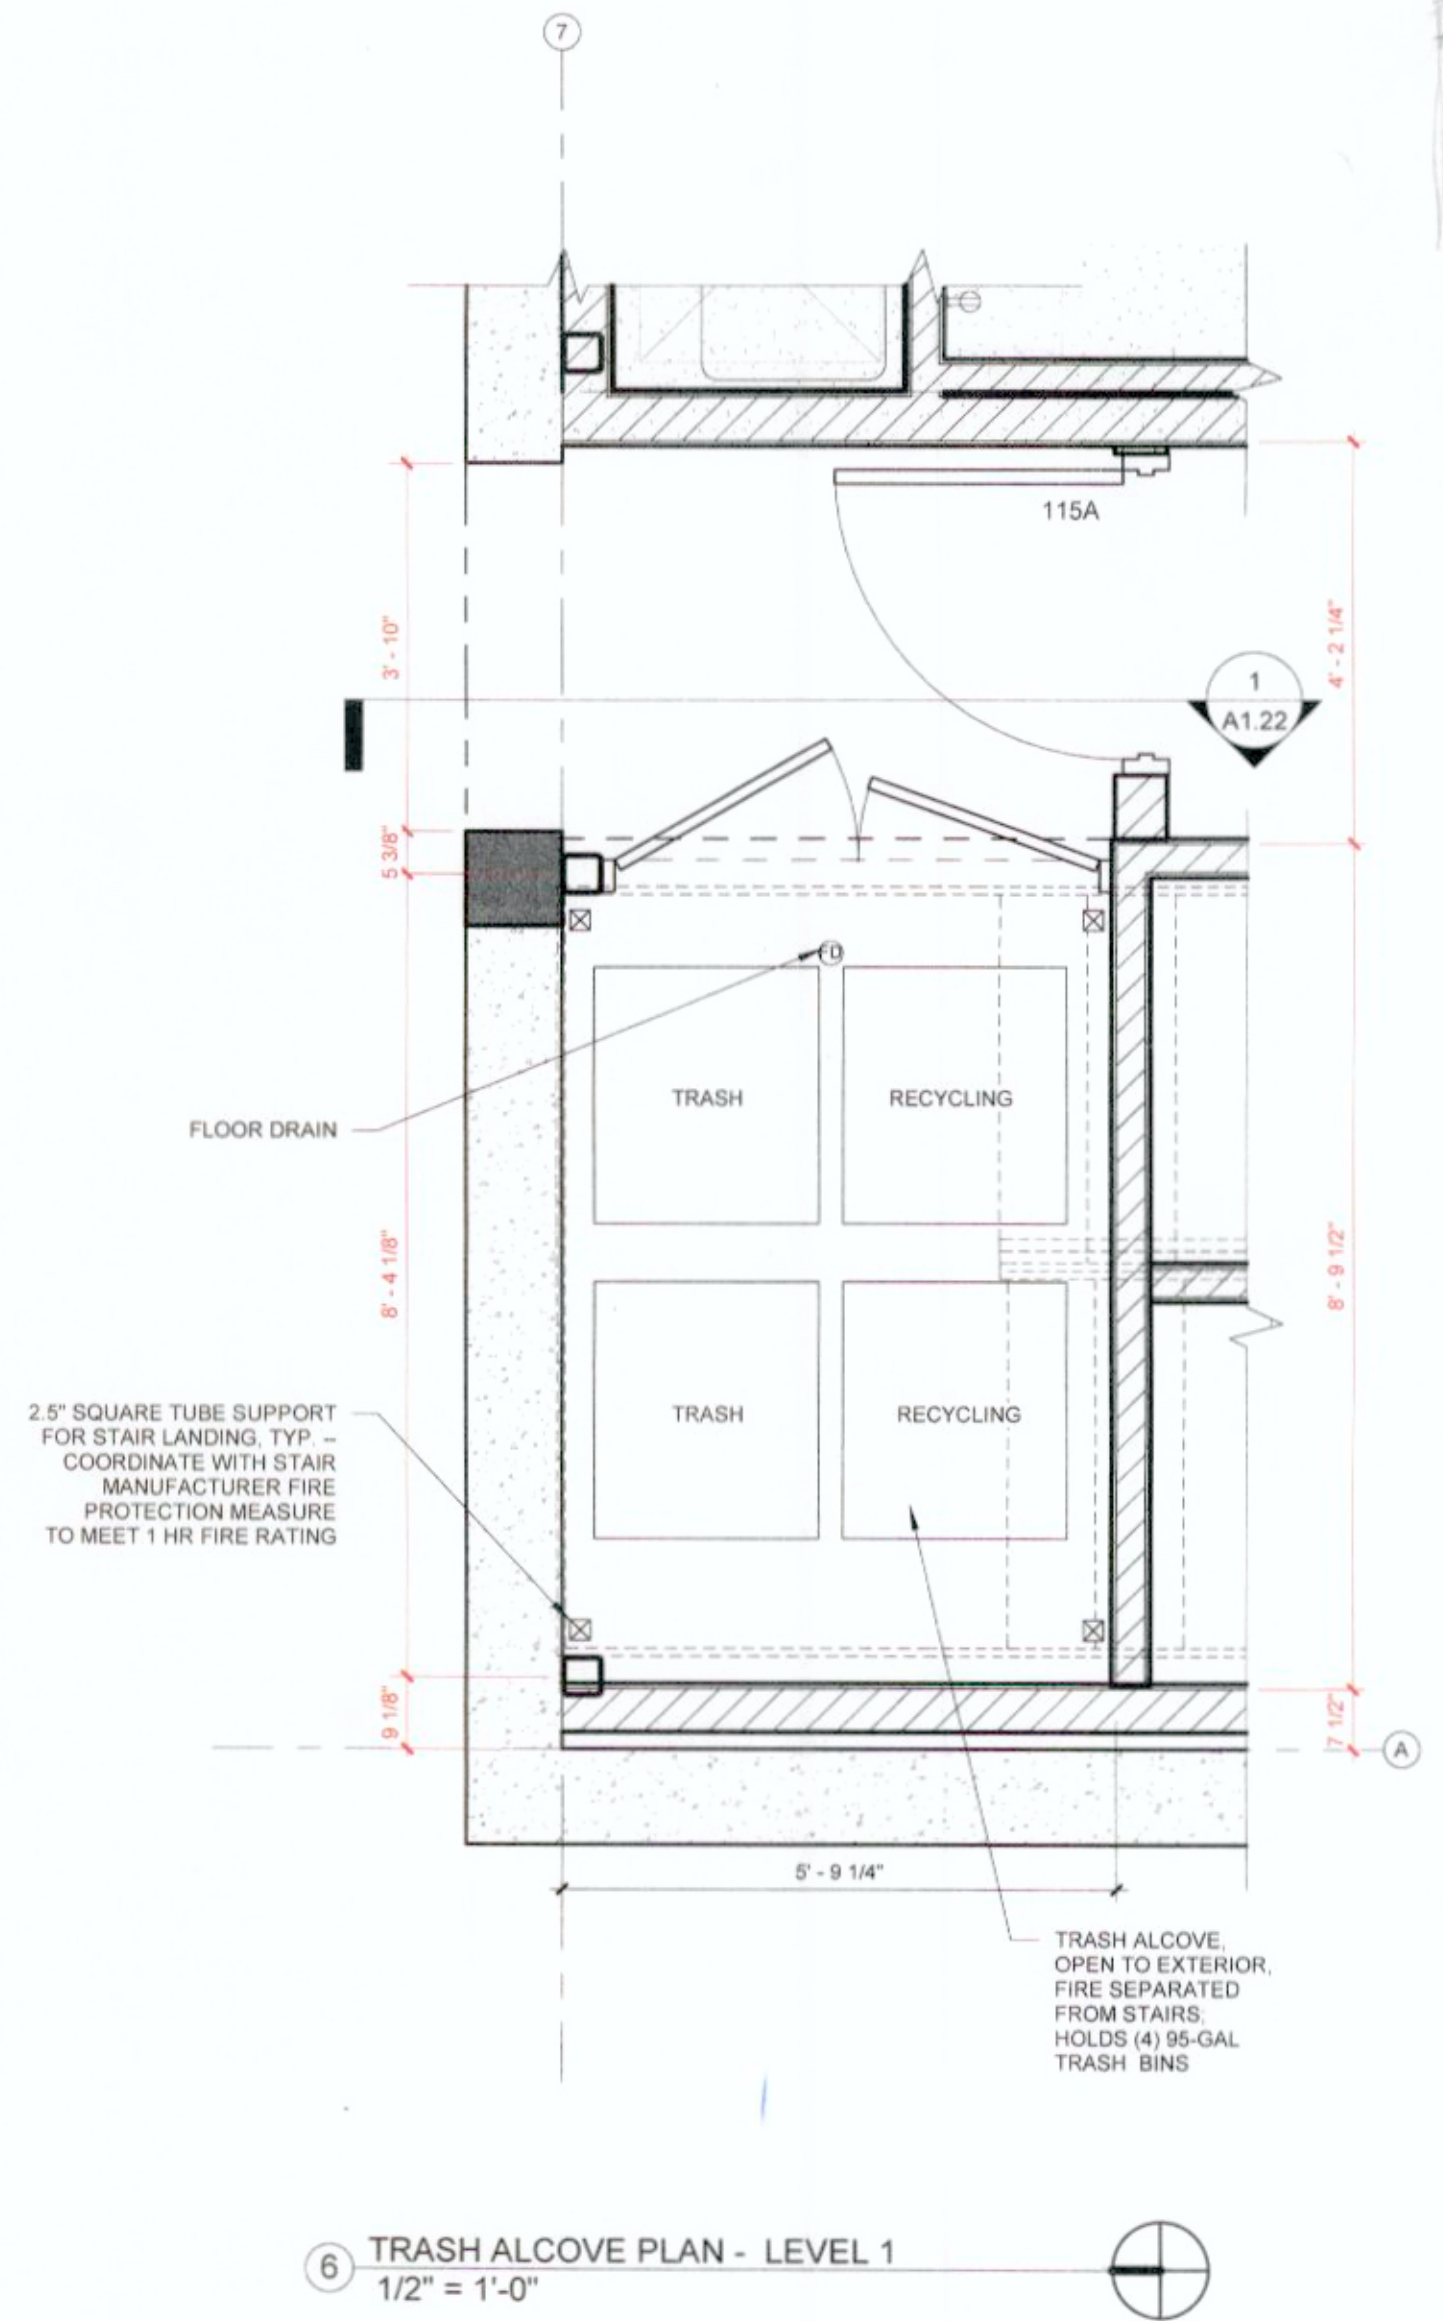 7
115A
3' - 10"
4' - 2 1/4"
1
A1.22
5 3/8"
FD
TRASH
RECYCLING
FLOOR DRAIN
8' - 4 1/8"
8' - 9 1/2"
2.5" SQUARE TUBE SUPPORT
FOR STAIR LANDING, TYP. –
COORDINATE WITH STAIR
MANUFACTURER FIRE
PROTECTION MEASURE
TO MEET 1 HR FIRE RATING
TRASH
RECYCLING
9 1/8"
7 1/2"
A
5' - 9 1/4"
TRASH ALCOVE,
OPEN TO EXTERIOR,
FIRE SEPARATED
FROM STAIRS;
HOLDS (4) 95-GAL
TRASH BINS
6
TRASH ALCOVE PLAN - LEVEL 1
1/2" = 1'-0"